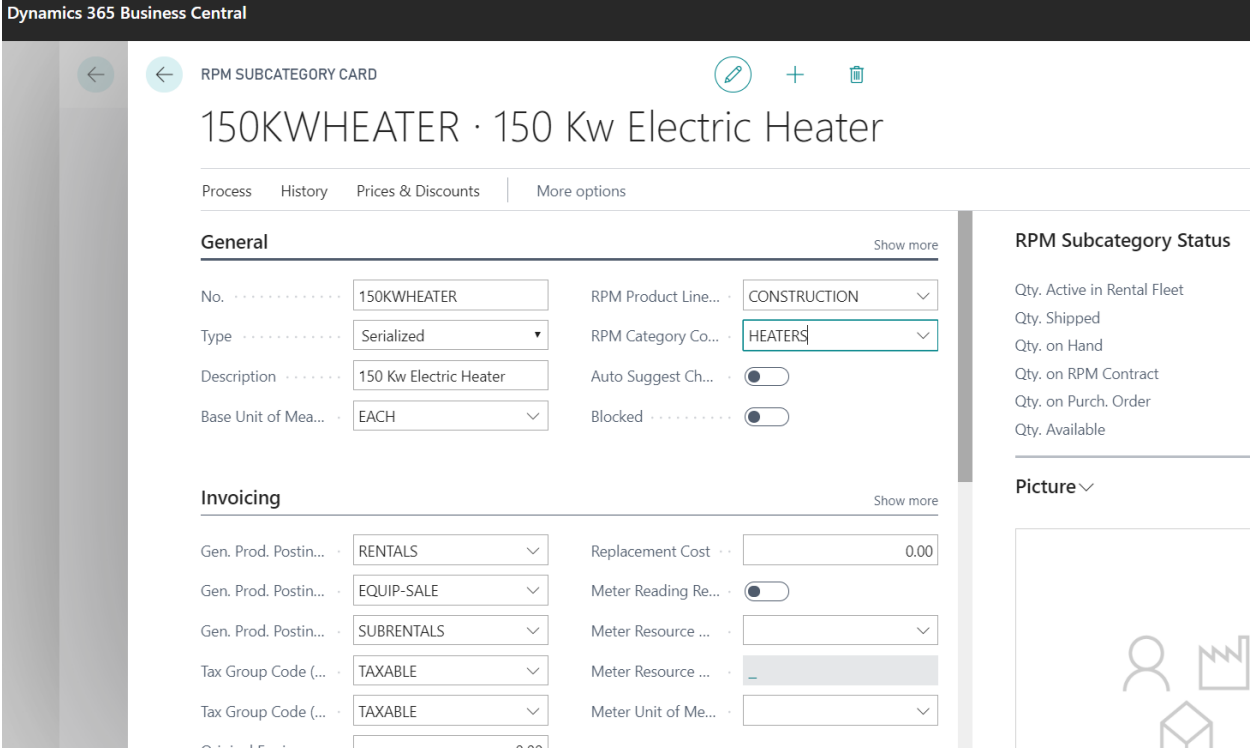 Dynamics 365 Business Central
RPM SUBCATEGORY CARD
150KWHEATER · 150 Kw Electric Heater
Process History Prices & Discounts More options
General Show more
No. 150KWHEATER
Type Serialized
Description 150 Kw Electric Heater
Base Unit of Mea... EACH
RPM Product Line... CONSTRUCTION
RPM Category Co... HEATERS
Auto Suggest Ch...
Blocked
Invoicing Show more
Gen. Prod. Postin... RENTALS
Gen. Prod. Postin... EQUIP-SALE
Gen. Prod. Postin... SUBRENTALS
Tax Group Code (... TAXABLE
Tax Group Code (... TAXABLE
Replacement Cost 0.00
Meter Reading Re...
Meter Resource ...
Meter Resource ... _
Meter Unit of Me...
RPM Subcategory Status
Qty. Active in Rental Fleet
Qty. Shipped
Qty. on Hand
Qty. on RPM Contract
Qty. on Purch. Order
Qty. Available
Picture